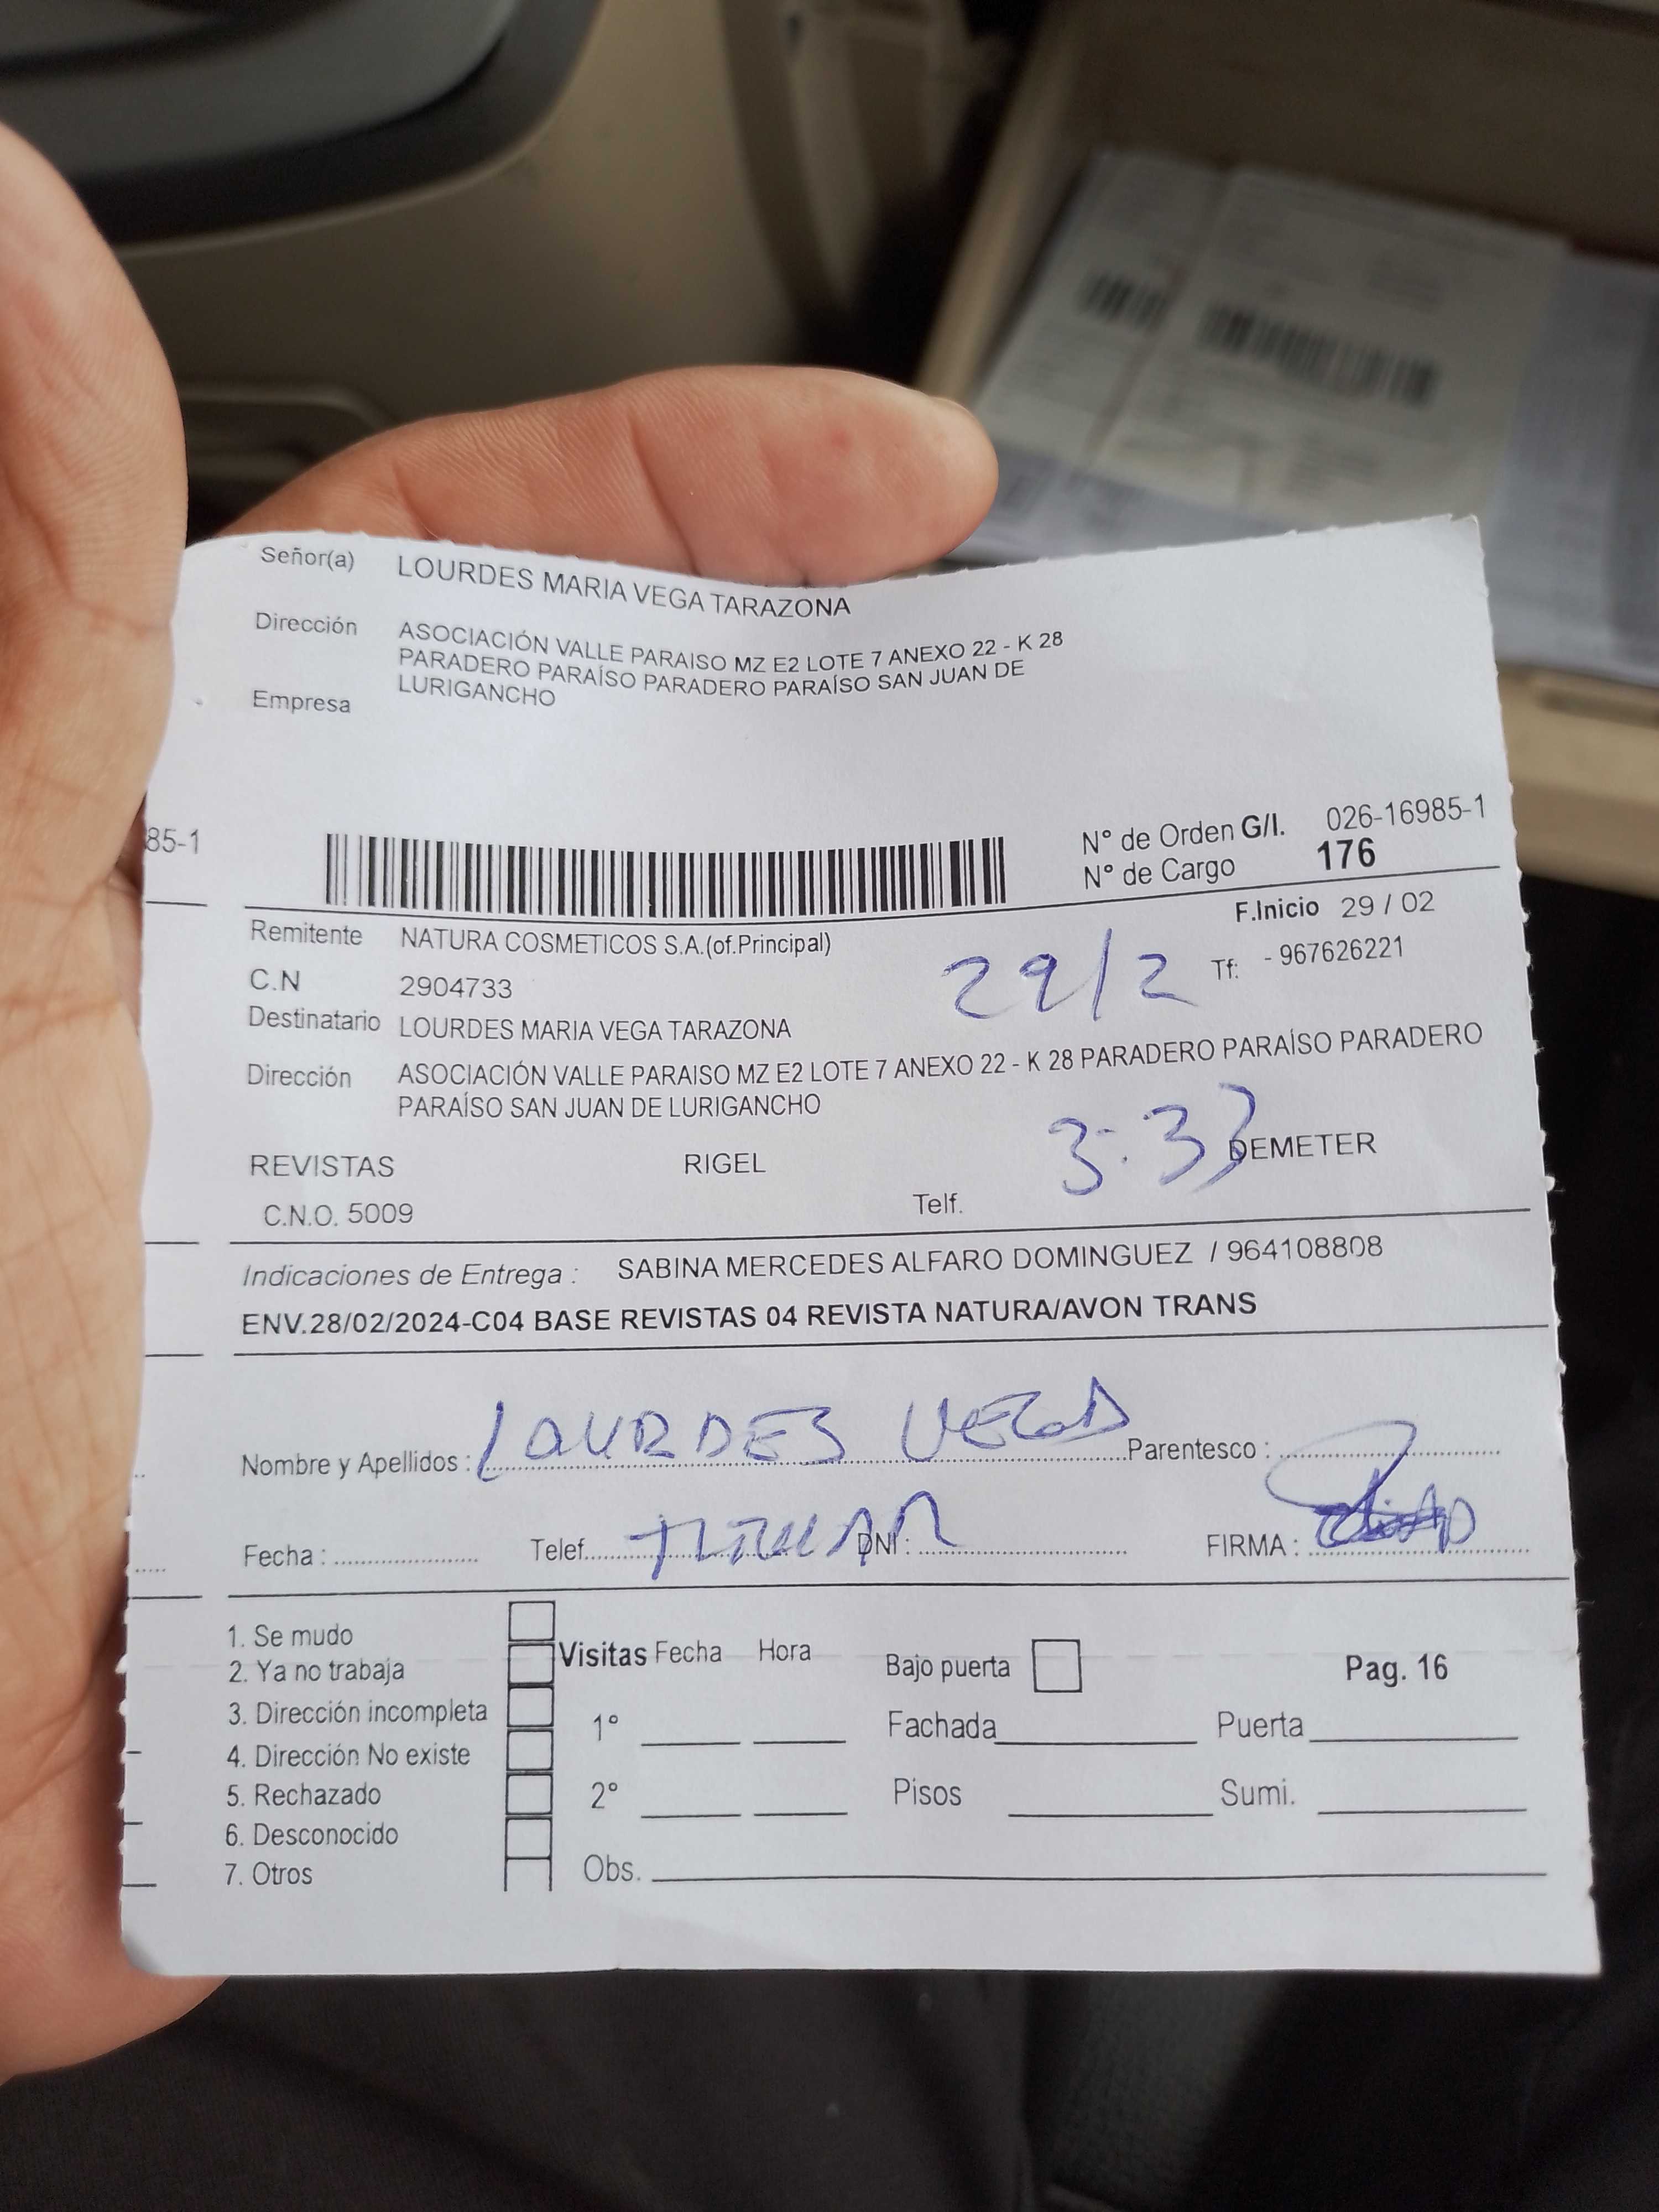 Señor(a) LOURDES MARIA VEGA TARAZONA
Dirección ASOCIACIÓN VALLE PARAISO MZ E2 LOTE 7 ANEXO 22 - K 28
PARADERO PARAÍSO PARADERO PARAÍSO SAN JUAN DE
LURIGANCHO
Empresa
85-1
N° de Orden G/I. 026-16985-1
N° de Cargo 176
F.Inicio 29 / 02
Remitente NATURA COSMETICOS S.A.(of.Principal)
29/2 Tf: - 967626221
C.N 2904733
Destinatario LOURDES MARIA VEGA TARAZONA
Dirección ASOCIACIÓN VALLE PARAISO MZ E2 LOTE 7 ANEXO 22 - K 28 PARADERO PARAÍSO PARADERO
PARAÍSO SAN JUAN DE LURIGANCHO
3:33
REVISTAS RIGEL DEMETER
C.N.O. 5009 Telf.
Indicaciones de Entrega : SABINA MERCEDES ALFARO DOMINGUEZ / 964108808
ENV.28/02/2024-C04 BASE REVISTAS 04 REVISTA NATURA/AVON TRANS
Nombre y Apellidos : LOURDES VEGA Parentesco :
Fecha : Telef. DNI : FIRMA :
1. Se mudo
2. Ya no trabaja
3. Dirección incompleta
4. Dirección No existe
5. Rechazado
6. Desconocido
7. Otros
Visitas Fecha Hora
1°
2°
Obs.
Bajo puerta Pag. 16
Fachada Puerta
Pisos Sumi.